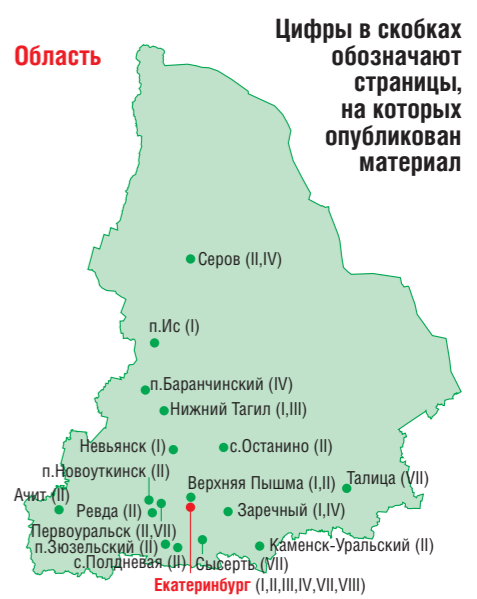 Область
Цифры в скобках
обозначают
страницы,
на которых
опубликован
материал
Серов (II,IV)
п.Ис (I)
п.Баранчинский (IV)
Нижний Тагил (I,III)
Невьянск (I)
с.Останино (II)
п.Новоуткинск (II)
Верхняя Пышма (I,II)
Талица (VII)
Ачит (II)
Ревда (II)
Заречный (I,IV)
Первоуральск (II,VII)
п.Зюзельский (II)
Каменск-Уральский (II)
с.Полдневая (II)
Сысерть (VII)
Екатеринбург (I,II,III,IV,VII,VIII)